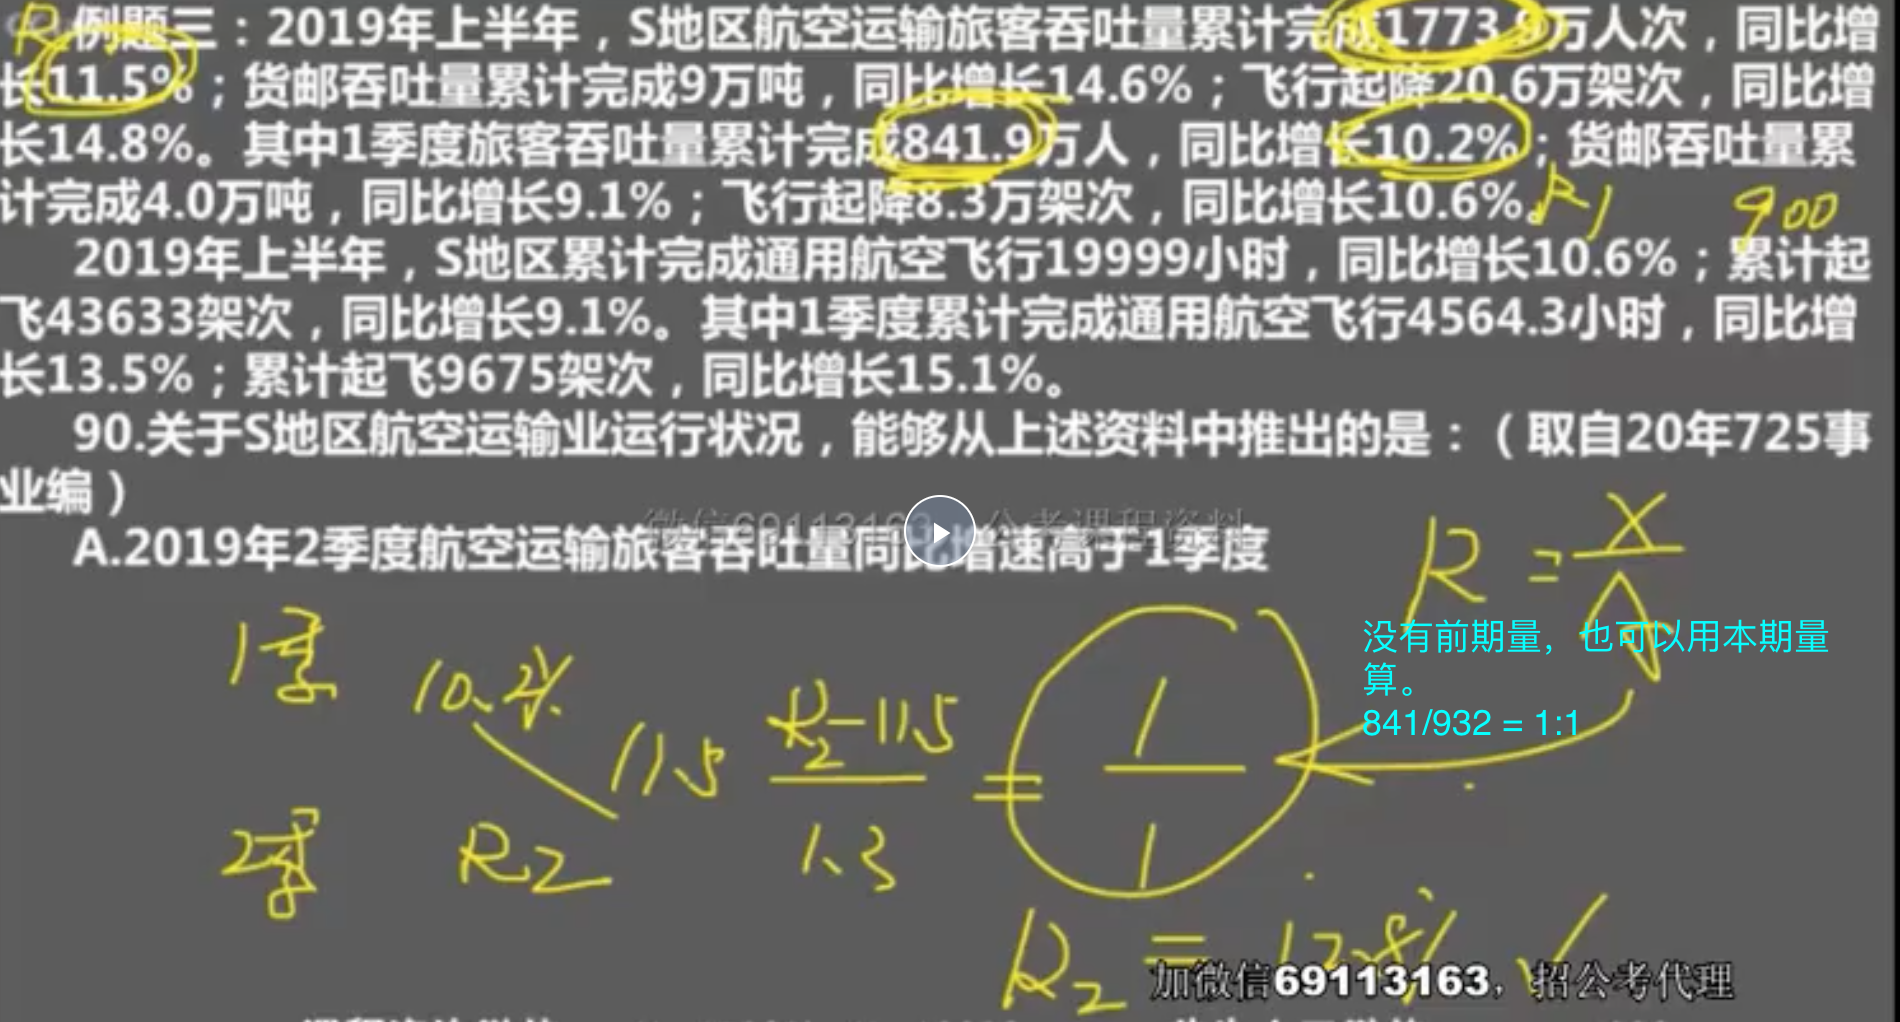 R
例题三：2019年上半年，S地区航空运输旅客吞吐量累计完成1773.9万人次，同比增
长11.5%；货邮吞吐量累计完成9万吨，同比增长14.6%；飞行起降20.6万架次，同比增
长14.8%。其中1季度旅客吞吐量累计完成841.9万人，同比增长10.2%；货邮吞吐量累
计完成4.0万吨，同比增长9.1%；飞行起降8.3万架次，同比增长10.6%。
R1 900
2019年上半年，S地区累计完成通用航空飞行19999小时，同比增长10.6%；累计起
飞43633架次，同比增长9.1%。其中1季度累计完成通用航空飞行4564.3小时，同比增
长13.5%；累计起飞9675架次，同比增长15.1%。
90.关于S地区航空运输业运行状况，能够从上述资料中推出的是：（取自20年725事
业编）
微信69113163 公考课程资料
A.2019年2季度航空运输旅客吞吐量同比增速高于1季度
R = X/A
没有前期量，也可以用本期量
算。
841/932 = 1:1
1季 10.2% 11.5 R2-11.5/1.3 = 1/1
2季 R2
R2 = 12.8% ✓
加微信69113163，招公考代理